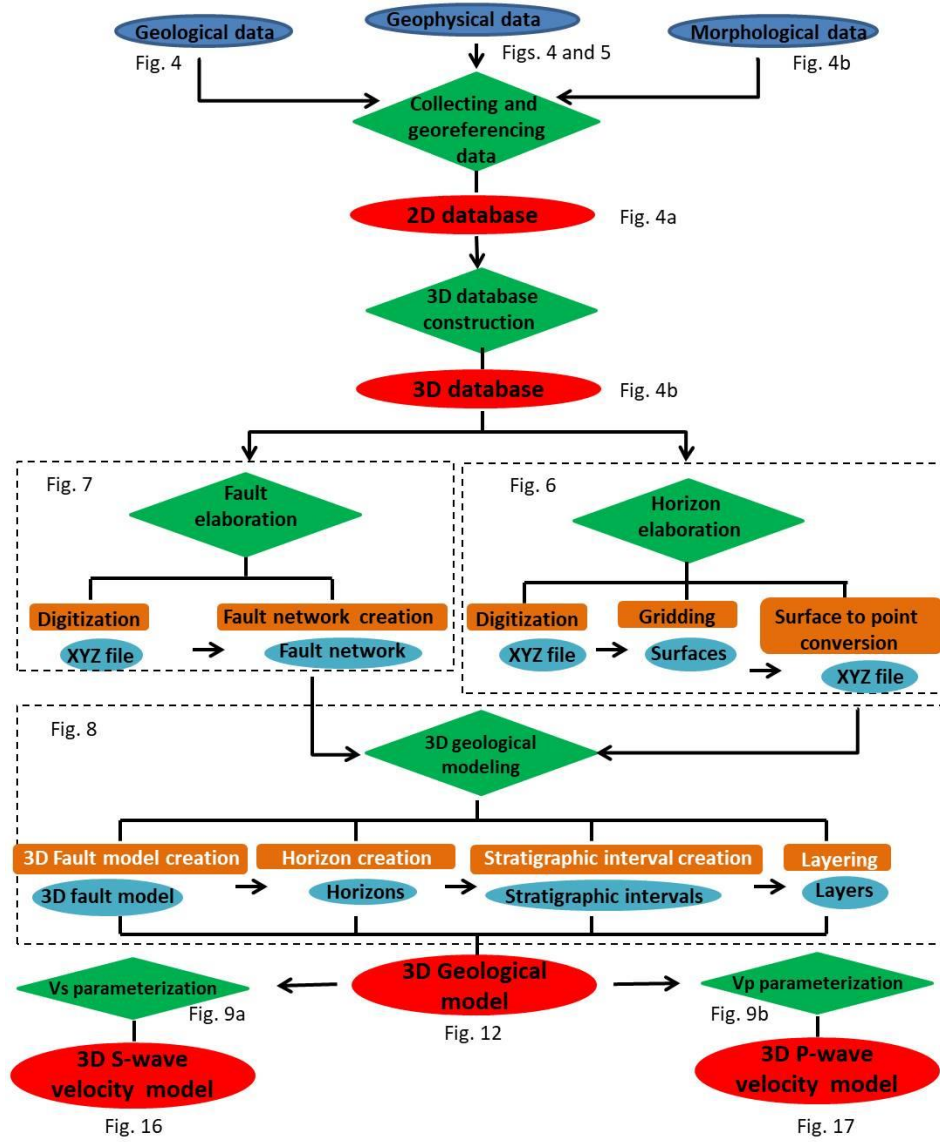 Geological data
Geophysical data
Morphological data
Fig. 4
Figs. 4 and 5
Fig. 4b
Collecting and
georeferencing
data
2D database
Fig. 4a
3D database
construction
3D database
Fig. 4b
Fig. 7
Fault
elaboration
Digitization
Fault network creation
XYZ file
Fault network
Fig. 6
Horizon
elaboration
Digitization
Gridding
Surface to point
conversion
XYZ file
Surfaces
XYZ file
Fig. 8
3D geological
modeling
3D Fault model creation
Horizon creation
Stratigraphic interval creation
Layering
3D fault model
Horizons
Stratigraphic intervals
Layers
Vs parameterization
Fig. 9a
3D Geological
model
Fig. 12
Vp parameterization
Fig. 9b
3D S-wave
velocity model
Fig. 16
3D P-wave
velocity model
Fig. 17